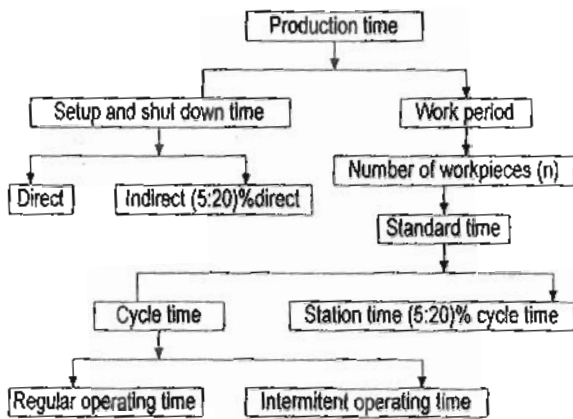 Production time
Setup and shut down time
Work period
Direct
Indirect (5:20)%direct
Number of workpieces (n)
Standard time
Cycle time
Station time (5:20)% cycle time
Regular operating time
Intermitent operating time